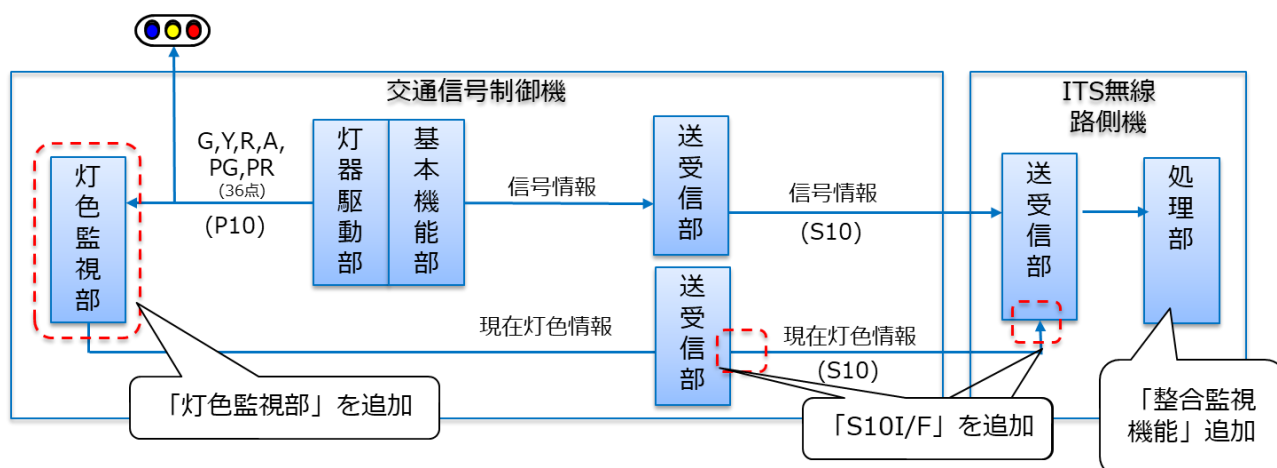 交通信号制御機
ITS無線
路側機
G,Y,R,A,
PG,PR
(36点)
(P10)
灯色監視部
灯器駆動部
基本機能部
信号情報
送受信部
信号情報
(S10)
送受信部
処理部
現在灯色情報
送受信部
現在灯色情報
(S10)
「灯色監視部」を追加
「S10I/F」を追加
「整合監視
機能」追加